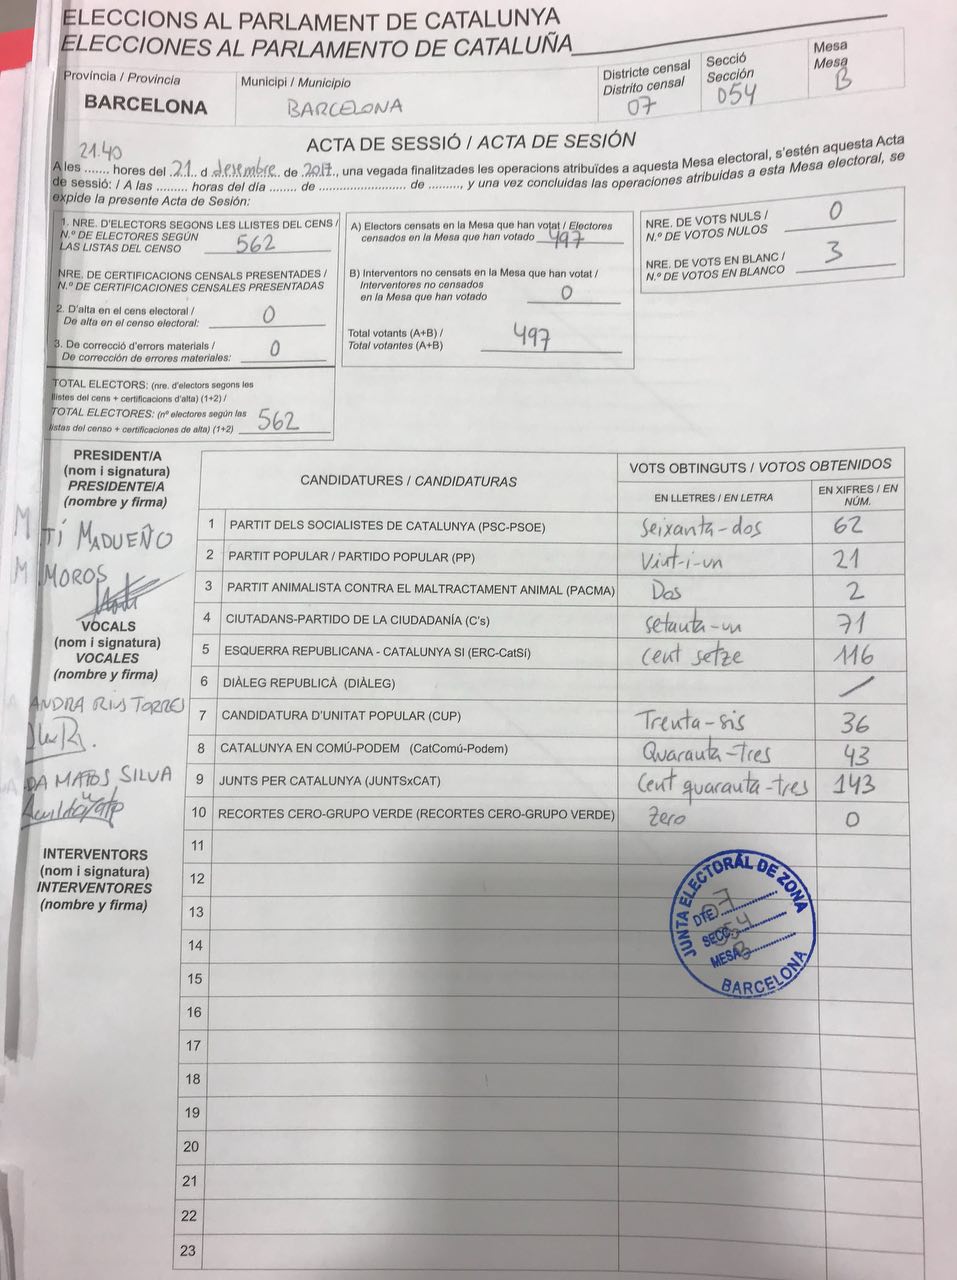 ELECCIONS AL PARLAMENT DE CATALUNYA
ELECCIONES AL PARLAMENTO DE CATALUÑA
Província / Provincia
BARCELONA
Municipi / Municipio
BARCELONA
Districte censal
Distrito censal
07
Secció
Sección
054
Mesa
Mesa
B
ACTA DE SESSIÓ / ACTA DE SESIÓN
21.40
A les ....... hores del .21. d desembre de .2017., una vegada finalitzades les operacions atribuïdes a aquesta Mesa electoral, s'estén aquesta Acta
de sessió: / A las ......... horas del día ....... de ...................... de ........., y una vez concluidas las operaciones atribuidas a esta Mesa electoral, se
expide la presente Acta de Sesión:
1. NRE. D'ELECTORS SEGONS LES LLISTES DEL CENS /
N.º DE ELECTORES SEGÚN
LAS LISTAS DEL CENSO
562
NRE. DE CERTIFICACIONS CENSALS PRESENTADES /
N.º DE CERTIFICACIONES CENSALES PRESENTADAS
2. D'alta en el cens electoral /
De alta en el censo electoral:
0
3. De correcció d'errors materials /
De corrección de errores materiales:
0
TOTAL ELECTORS: (nre. d'electors segons les
llistes del cens + certificacions d'alta) (1+2) /
TOTAL ELECTORES: (nº electores según las
listas del censo + certificaciones de alta) (1+2)
562
A) Electors censats en la Mesa que han votat / Electores
censados en la Mesa que han votado
497
B) Interventors no censats en la Mesa que han votat /
Interventores no censados
en la Mesa que han votado
0
Total votants (A+B) /
Total votantes (A+B)
497
NRE. DE VOTS NULS /
N.º DE VOTOS NULOS
0
NRE. DE VOTS EN BLANC /
N.º DE VOTOS EN BLANCO
3
PRESIDENT/A
(nom i signatura)
PRESIDENTE/A
(nombre y firma)
TÍ MADUEÑO
MOROS
VOCALS
(nom i signatura)
VOCALES
(nombre y firma)
ANDRA RIUS TORRES
DA MATOS SILVA
INTERVENTORS
(nom i signatura)
INTERVENTORES
(nombre y firma)
CANDIDATURES / CANDIDATURAS
VOTS OBTINGUTS / VOTOS OBTENIDOS
EN LLETRES / EN LETRA
EN XIFRES / EN
NÚM.
1 PARTIT DELS SOCIALISTES DE CATALUNYA (PSC-PSOE) Seixanta-dos 62
2 PARTIT POPULAR / PARTIDO POPULAR (PP) Vint-i-un 21
3 PARTIT ANIMALISTA CONTRA EL MALTRACTAMENT ANIMAL (PACMA) Dos 2
4 CIUTADANS-PARTIDO DE LA CIUDADANÍA (C's) setanta-un 71
5 ESQUERRA REPUBLICANA - CATALUNYA SI (ERC-CatSí) cent setze 116
6 DIÀLEG REPUBLICÀ (DIÀLEG)
7 CANDIDATURA D'UNITAT POPULAR (CUP) Trenta-sis 36
8 CATALUNYA EN COMÚ-PODEM (CatComú-Podem) Quaranta-tres 43
9 JUNTS PER CATALUNYA (JUNTSxCAT) Cent quaranta-tres 143
10 RECORTES CERO-GRUPO VERDE (RECORTES CERO-GRUPO VERDE) Zero 0
11
12
13
14
15
16
17
18
19
20
21
22
23
JUNTA ELECTORAL DE ZONA
DTE. 07
SECC. 054
MESA B
BARCELONA